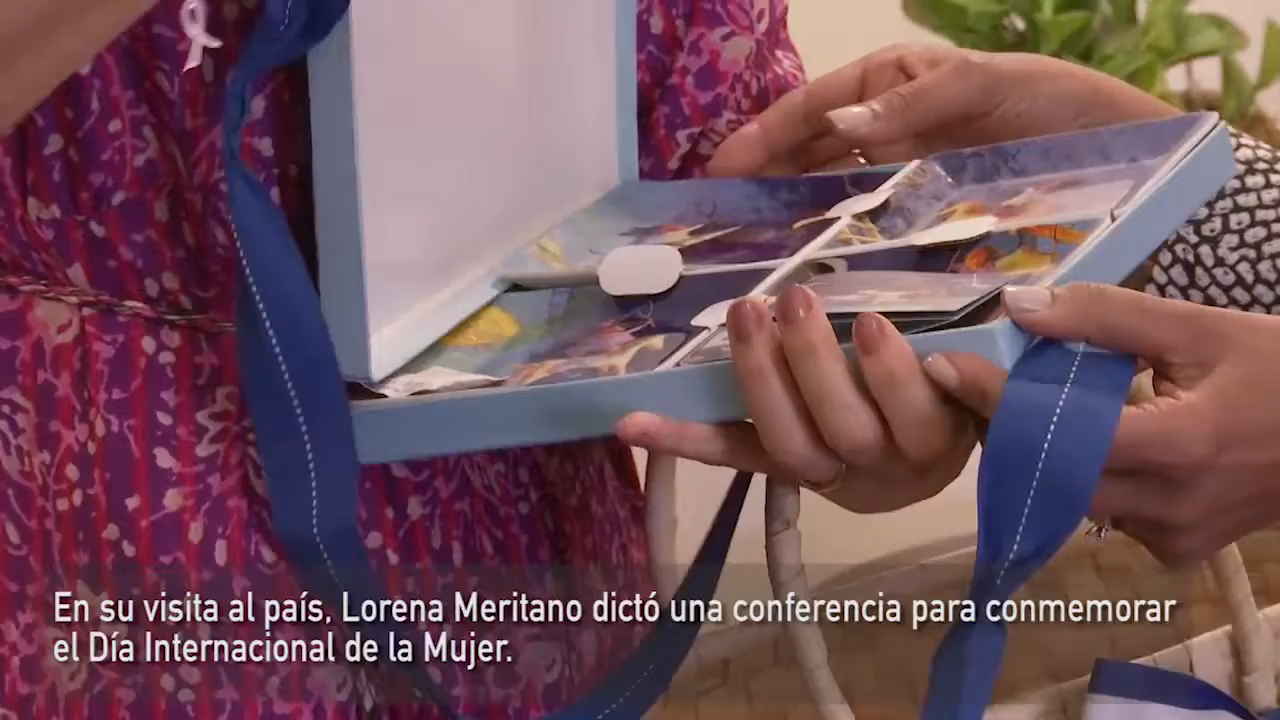 En su visita al país, Lorena Meritano dictó una conferencia para conmemorar
el Día Internacional de la Mujer.